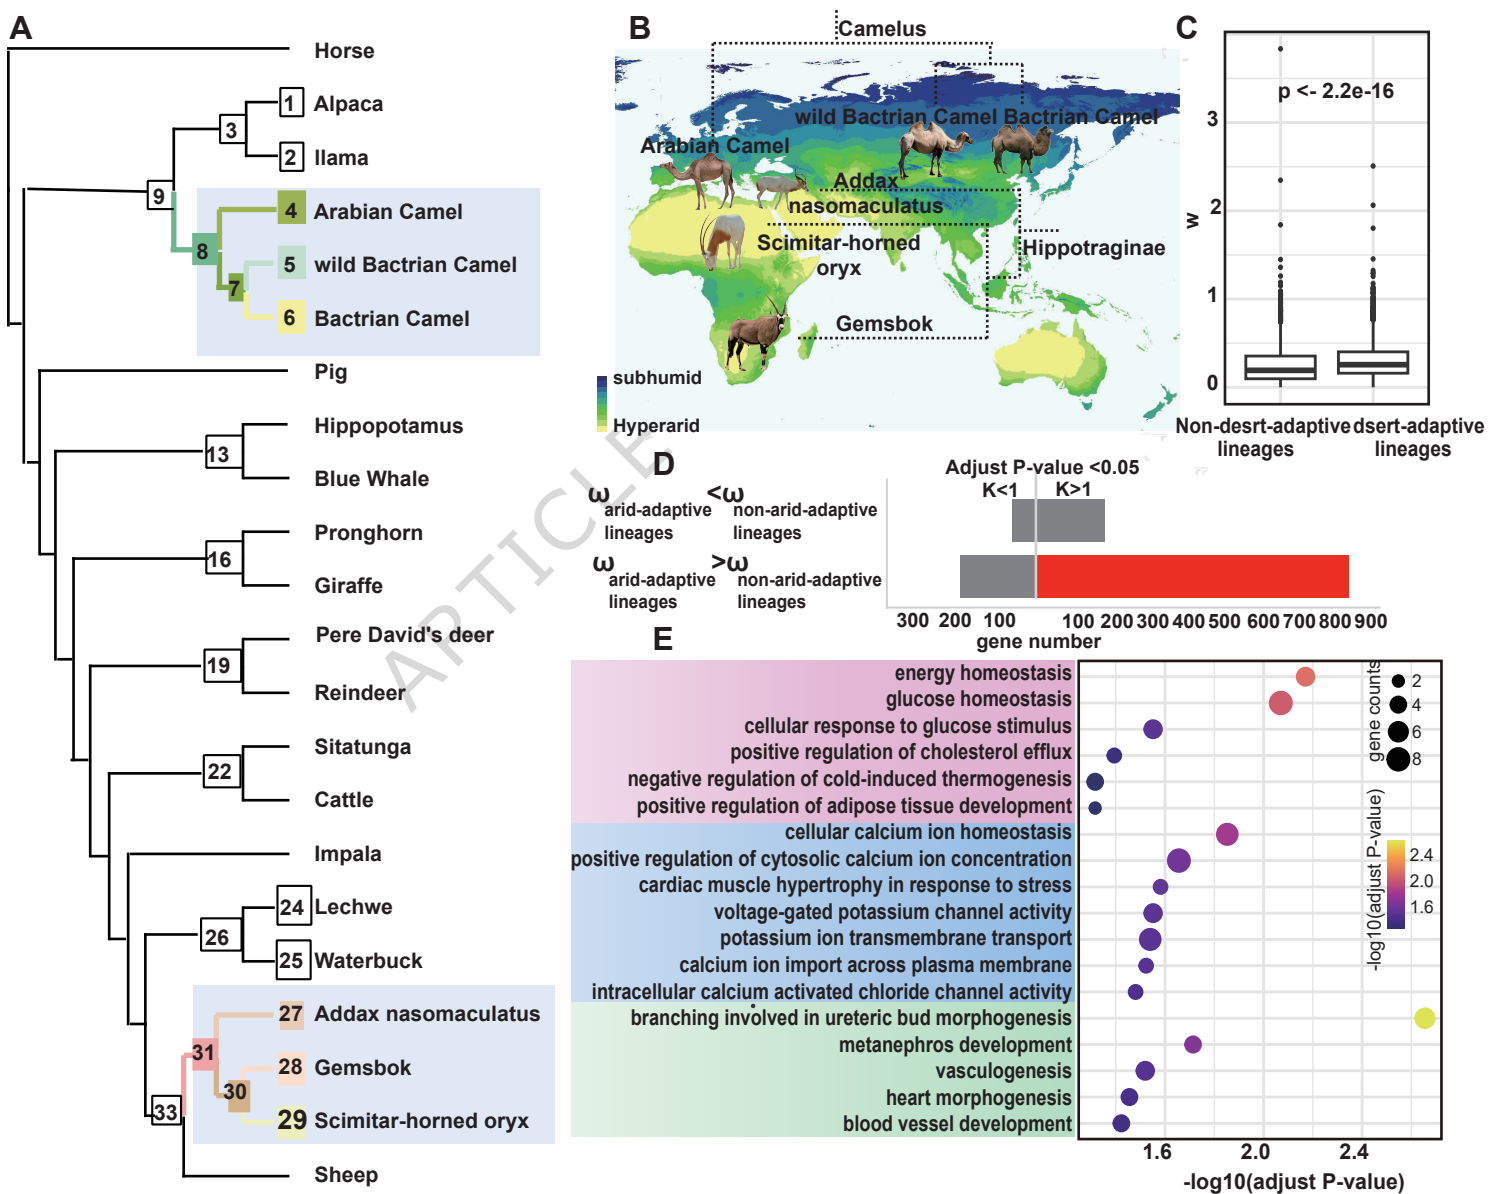 A
Horse
1
Alpaca
3
2
llama
9
4
Arabian Camel
8
5
wild Bactrian Camel
7
6
Bactrian Camel
Pig
Hippopotamus
13
Blue Whale
Pronghorn
16
Giraffe
Pere David's deer
19
Reindeer
Sitatunga
22
Cattle
Impala
24
Lechwe
26
25
Waterbuck
27
Addax nasomaculatus
31
28
Gemsbok
30
29
Scimitar-horned oryx
33
Sheep
ARTICLE
B
Camelus
wild Bactrian Camel Bactrian Camel
Arabian Camel
Addax
nasomaculatus
Scimitar-horned
oryx
Hippotraginae
Gemsbok
subhumid
Hyperarid
C
p <- 2.2e-16
w
3
2
1
0
Non-desrt-adaptive dsert-adaptive
lineages lineages
D
Adjust P-value <0.05
K<1 K>1
ω <ω
arid-adaptive non-arid-adaptive
lineages lineages
ω >ω
arid-adaptive non-arid-adaptive
lineages lineages
300 200 100 100 200 300 400 500 600 700 800 900
gene number
E
energy homeostasis
glucose homeostasis
cellular response to glucose stimulus
positive regulation of cholesterol efflux
negative regulation of cold-induced thermogenesis
positive regulation of adipose tissue development
cellular calcium ion homeostasis
positive regulation of cytosolic calcium ion concentration
cardiac muscle hypertrophy in response to stress
voltage-gated potassium channel activity
potassium ion transmembrane transport
calcium ion import across plasma membrane
intracellular calcium activated chloride channel activity
branching involved in ureteric bud morphogenesis
metanephros development
vasculogenesis
heart morphogenesis
blood vessel development
gene counts
2
4
6
8
-log10(adjust P-value)
2.4
2.0
1.6
1.6 2.0 2.4
-log10(adjust P-value)